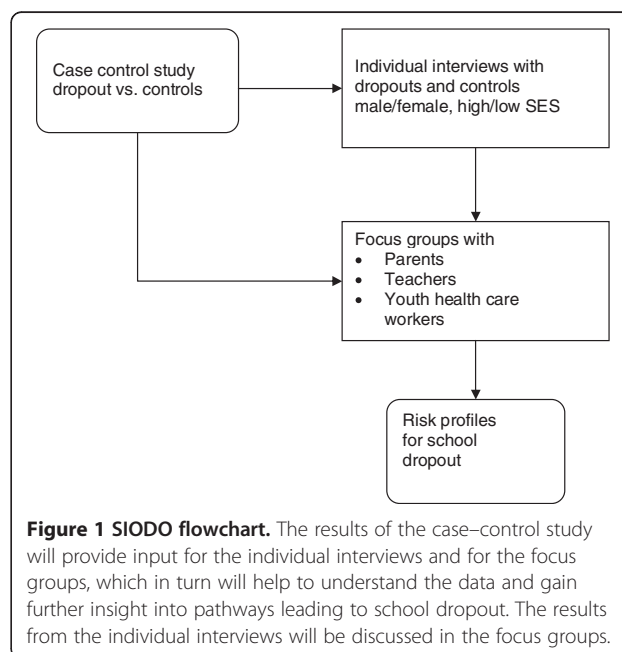 Case control study
dropout vs. controls
Individual interviews with
dropouts and controls
male/female, high/low SES
Focus groups with
• Parents
• Teachers
• Youth health care
workers
Risk profiles
for school
dropout
Figure 1 SIODO flowchart. The results of the case–control study
will provide input for the individual interviews and for the focus
groups, which in turn will help to understand the data and gain
further insight into pathways leading to school dropout. The results
from the individual interviews will be discussed in the focus groups.